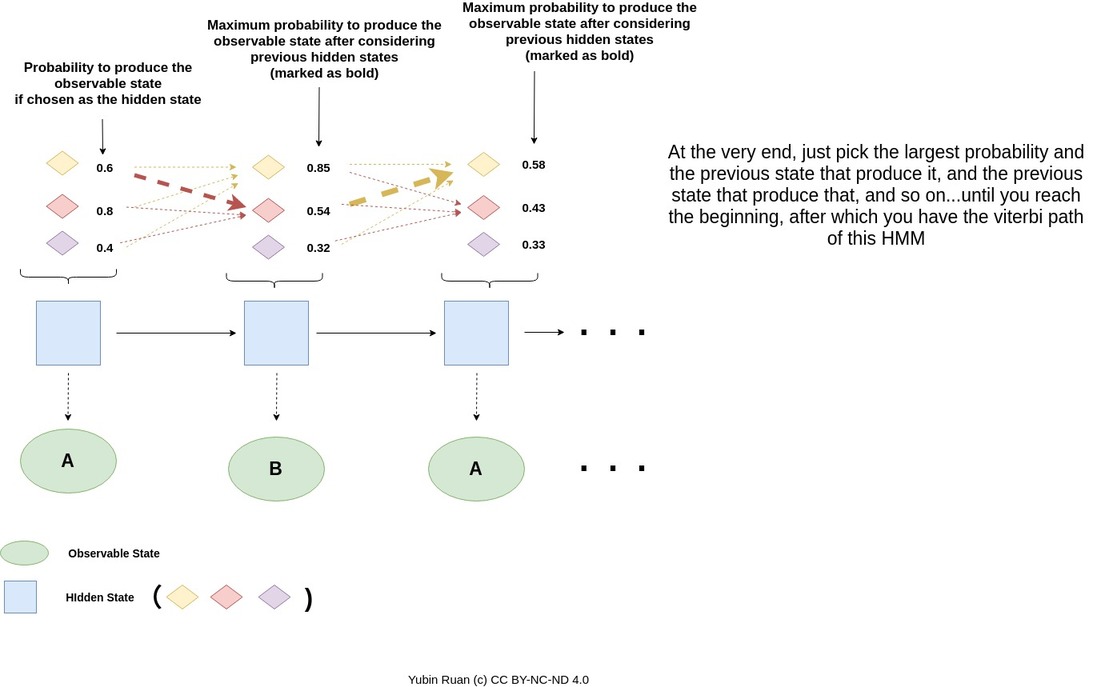 Maximum probability to produce the
observable state after considering
previous hidden states
(marked as bold)
Maximum probability to produce the
observable state after considering
previous hidden states
(marked as bold)
Probability to produce the
observable state
if chosen as the hidden state
0.6
0.85
0.58
0.8
0.54
0.43
0.4
0.32
0.33
At the very end, just pick the largest probability and
the previous state that produce it, and the previous
state that produce that, and so on...until you reach
the beginning, after which you have the viterbi path
of this HMM
. . .
A
B
A
. . .
Observable State
HIdden State ( )
Yubin Ruan (c) CC BY-NC-ND 4.0